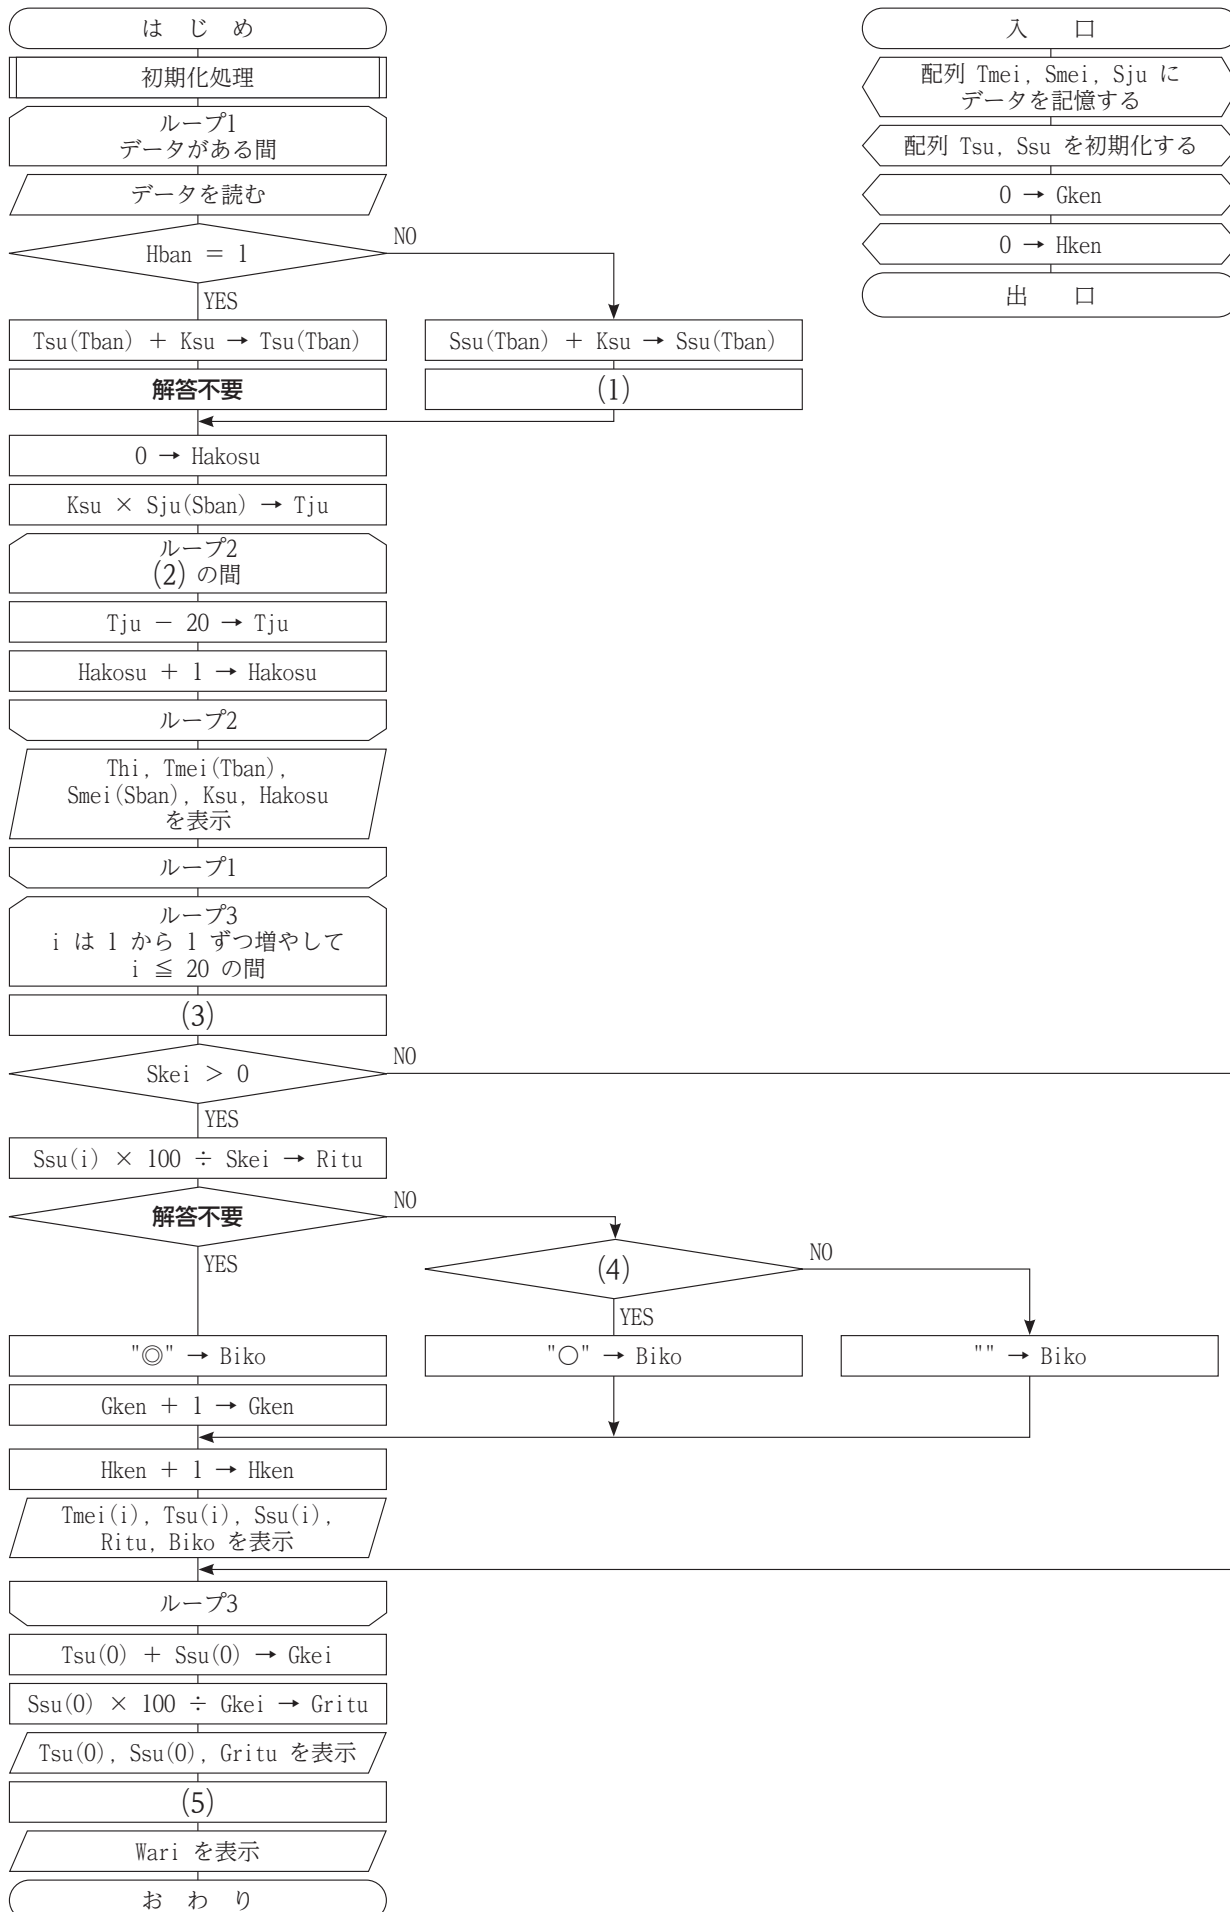 は じ め
初期化処理
ループ1
データがある間
データを読む
Hban = 1
NO
YES
Tsu(Tban) + Ksu → Tsu(Tban)
Ssu(Tban) + Ksu → Ssu(Tban)
解答不要
(1)
0 → Hakosu
Ksu × Sju(Sban) → Tju
ループ2
(2) の間
Tju − 20 → Tju
Hakosu + 1 → Hakosu
ループ2
Thi, Tmei(Tban),
Smei(Sban), Ksu, Hakosu
を表示
ループ1
ループ3
i は 1 から 1 ずつ増やして
i ≦ 20 の間
(3)
Skei > 0
NO
YES
Ssu(i) × 100 ÷ Skei → Ritu
解答不要
NO
YES
(4)
NO
YES
"◎" → Biko
"○" → Biko
"" → Biko
Gken + 1 → Gken
Hken + 1 → Hken
Tmei(i), Tsu(i), Ssu(i),
Ritu, Biko を表示
ループ3
Tsu(0) + Ssu(0) → Gkei
Ssu(0) × 100 ÷ Gkei → Gritu
Tsu(0), Ssu(0), Gritu を表示
(5)
Wari を表示
お わ り
入 口
配列 Tmei, Smei, Sju に
データを記憶する
配列 Tsu, Ssu を初期化する
0 → Gken
0 → Hken
出 口